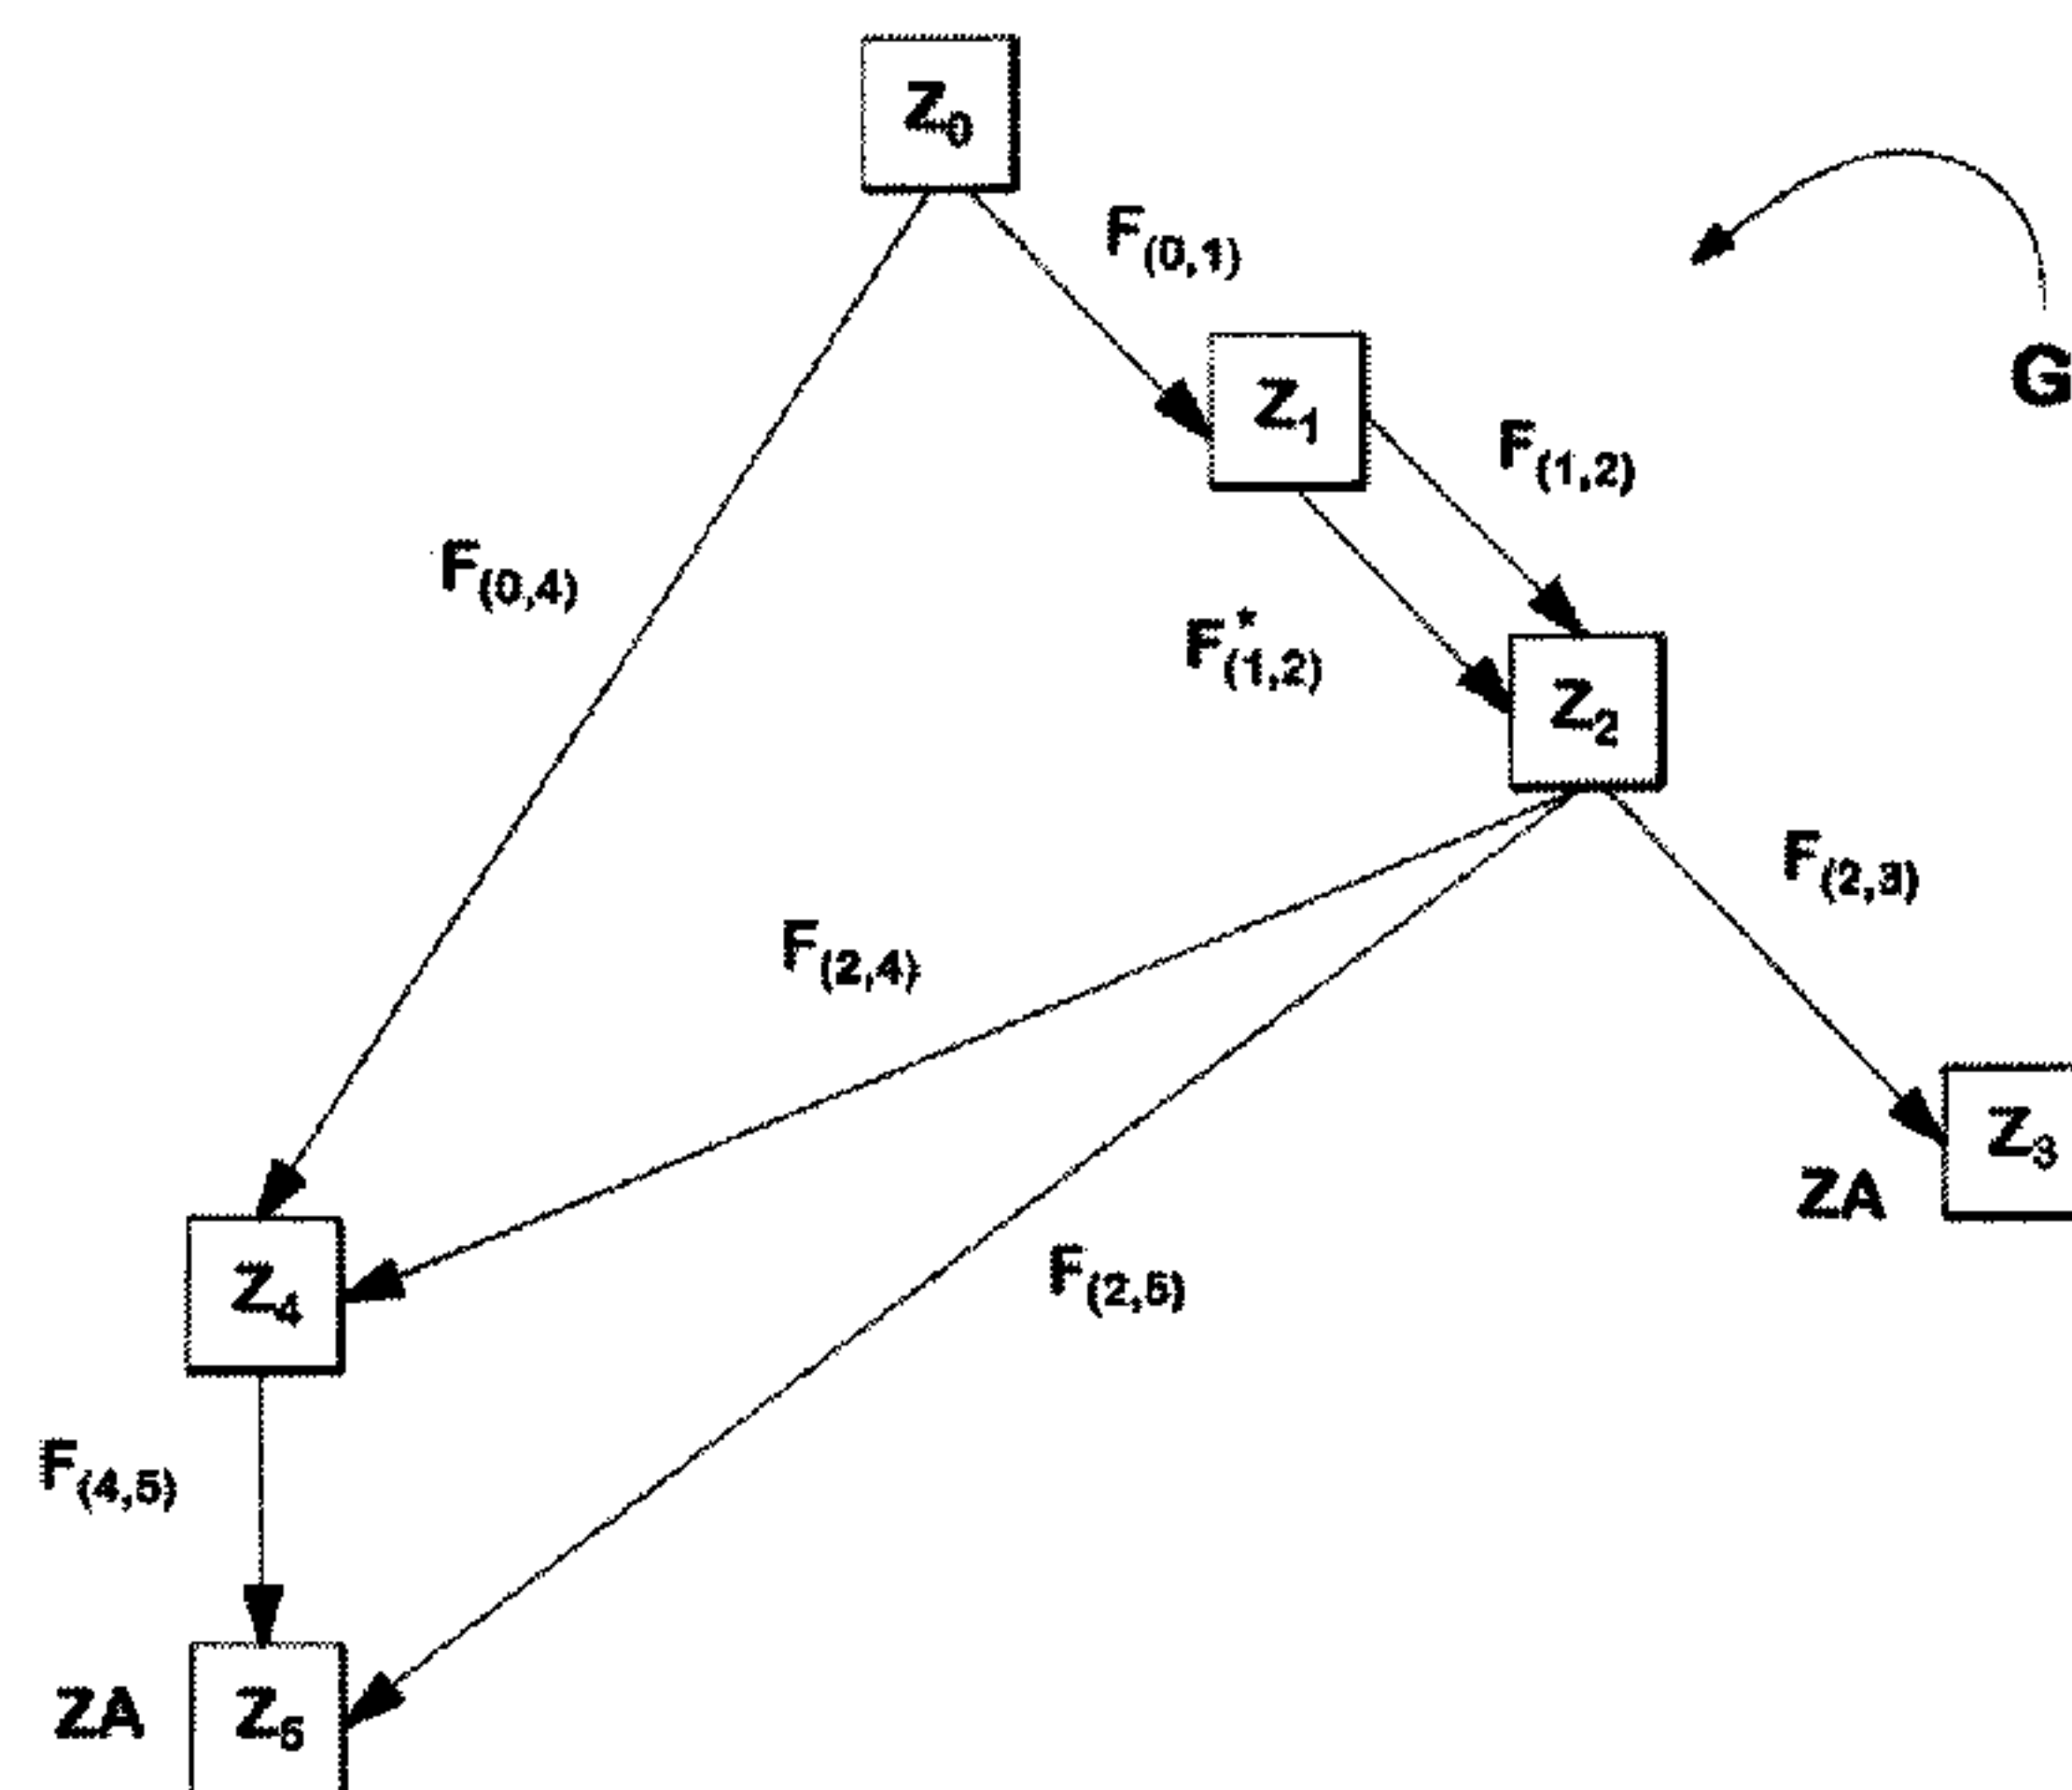 Z0
F(0,1)
G
Z1
F(1,2)
F(0,4)
F*(1,2)
Z2
F(2,3)
F(2,4)
Z3
ZA
F(2,5)
Z4
F(4,5)
ZA
Z5